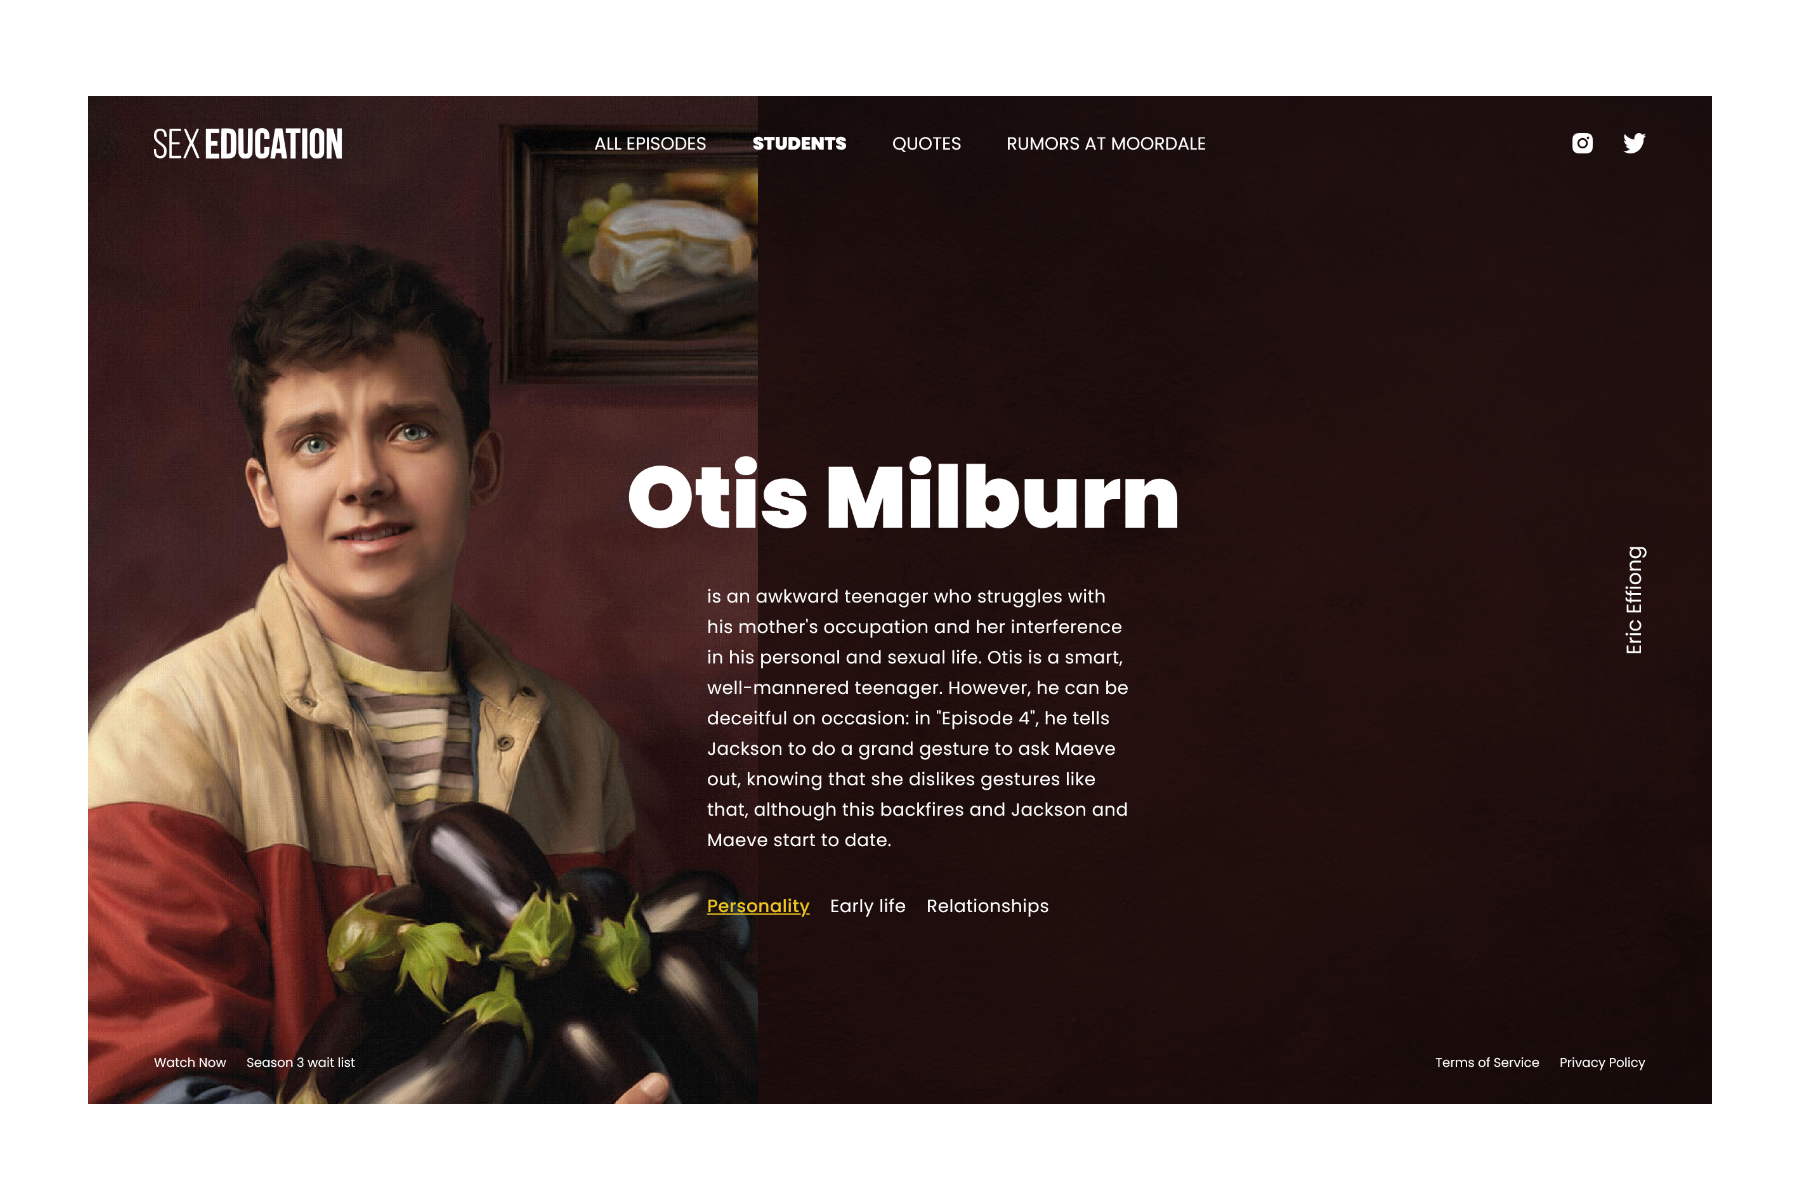 SEX EDUCATION
ALL EPISODES STUDENTS QUOTES RUMORS AT MOORDALE
Otis Milburn
is an awkward teenager who struggles with
his mother's occupation and her interference
in his personal and sexual life. Otis is a smart,
well-mannered teenager. However, he can be
deceitful on occasion: in "Episode 4", he tells
Jackson to do a grand gesture to ask Maeve
out, knowing that she dislikes gestures like
that, although this backfires and Jackson and
Maeve start to date.
Personality Early life Relationships
Eric Effiong
Watch Now Season 3 wait list
Terms of Service Privacy Policy